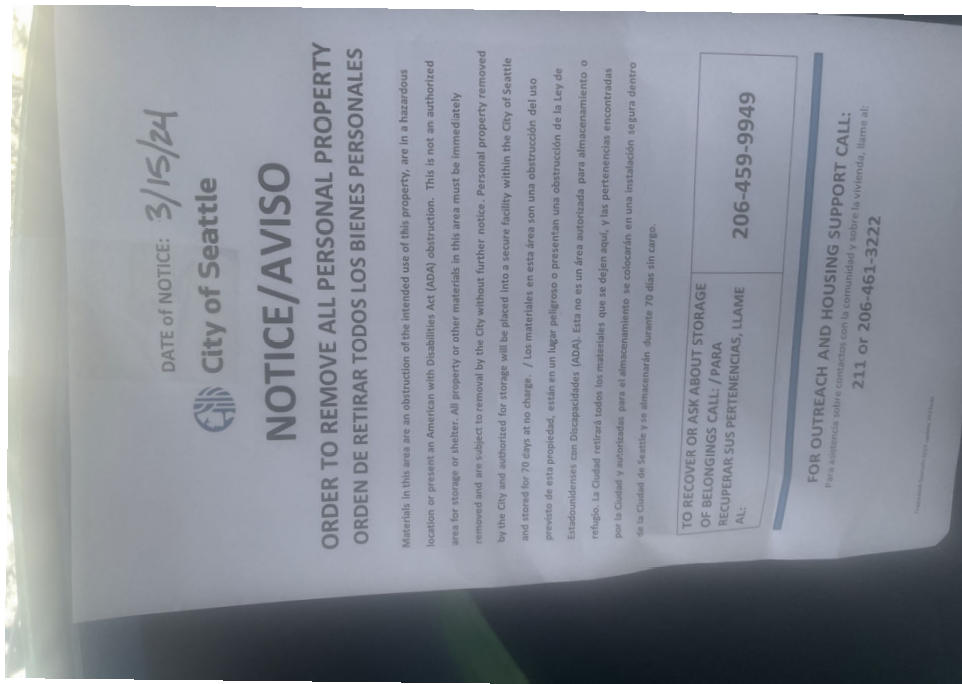 DATE of NOTICE: 3/15/24
City of Seattle
NOTICE/AVISO
ORDER TO REMOVE ALL PERSONAL PROPERTY
ORDEN DE RETIRAR TODOS LOS BIENES PERSONALES
Materials in this area are an obstruction of the intended use of this property, are in a hazardous
location or present an American with Disabilities Act (ADA) obstruction. This is not an authorized
area for storage or shelter. All property or other materials in this area must be immediately
removed and are subject to removal by the City without further notice. Personal property removed
by the City and authorized for storage will be placed into a secure facility within the City of Seattle
and stored for 70 days at no charge. / Los materiales en esta área son una obstrucción del uso
previsto de esta propiedad, están en un lugar peligroso o presentan una obstrucción de la Ley de
Estadounidenses con Discapacidades (ADA). Esta no es un área autorizada para almacenamiento o
refugio. La Ciudad retirará todos los materiales que se dejen aquí, y las pertenencias encontradas
por la Ciudad y autorizadas para el almacenamiento se colocarán en una instalación segura dentro
de la Ciudad de Seattle y se almacenarán durante 70 días sin cargo.
TO RECOVER OR ASK ABOUT STORAGE
OF BELONGINGS CALL: / PARA
RECUPERAR SUS PERTENENCIAS, LLAME
AL:
206-459-9949
FOR OUTREACH AND HOUSING SUPPORT CALL:
Para asistencia sobre contactos con la comunidad y sobre la vivienda, llame al:
211 or 206-461-3222